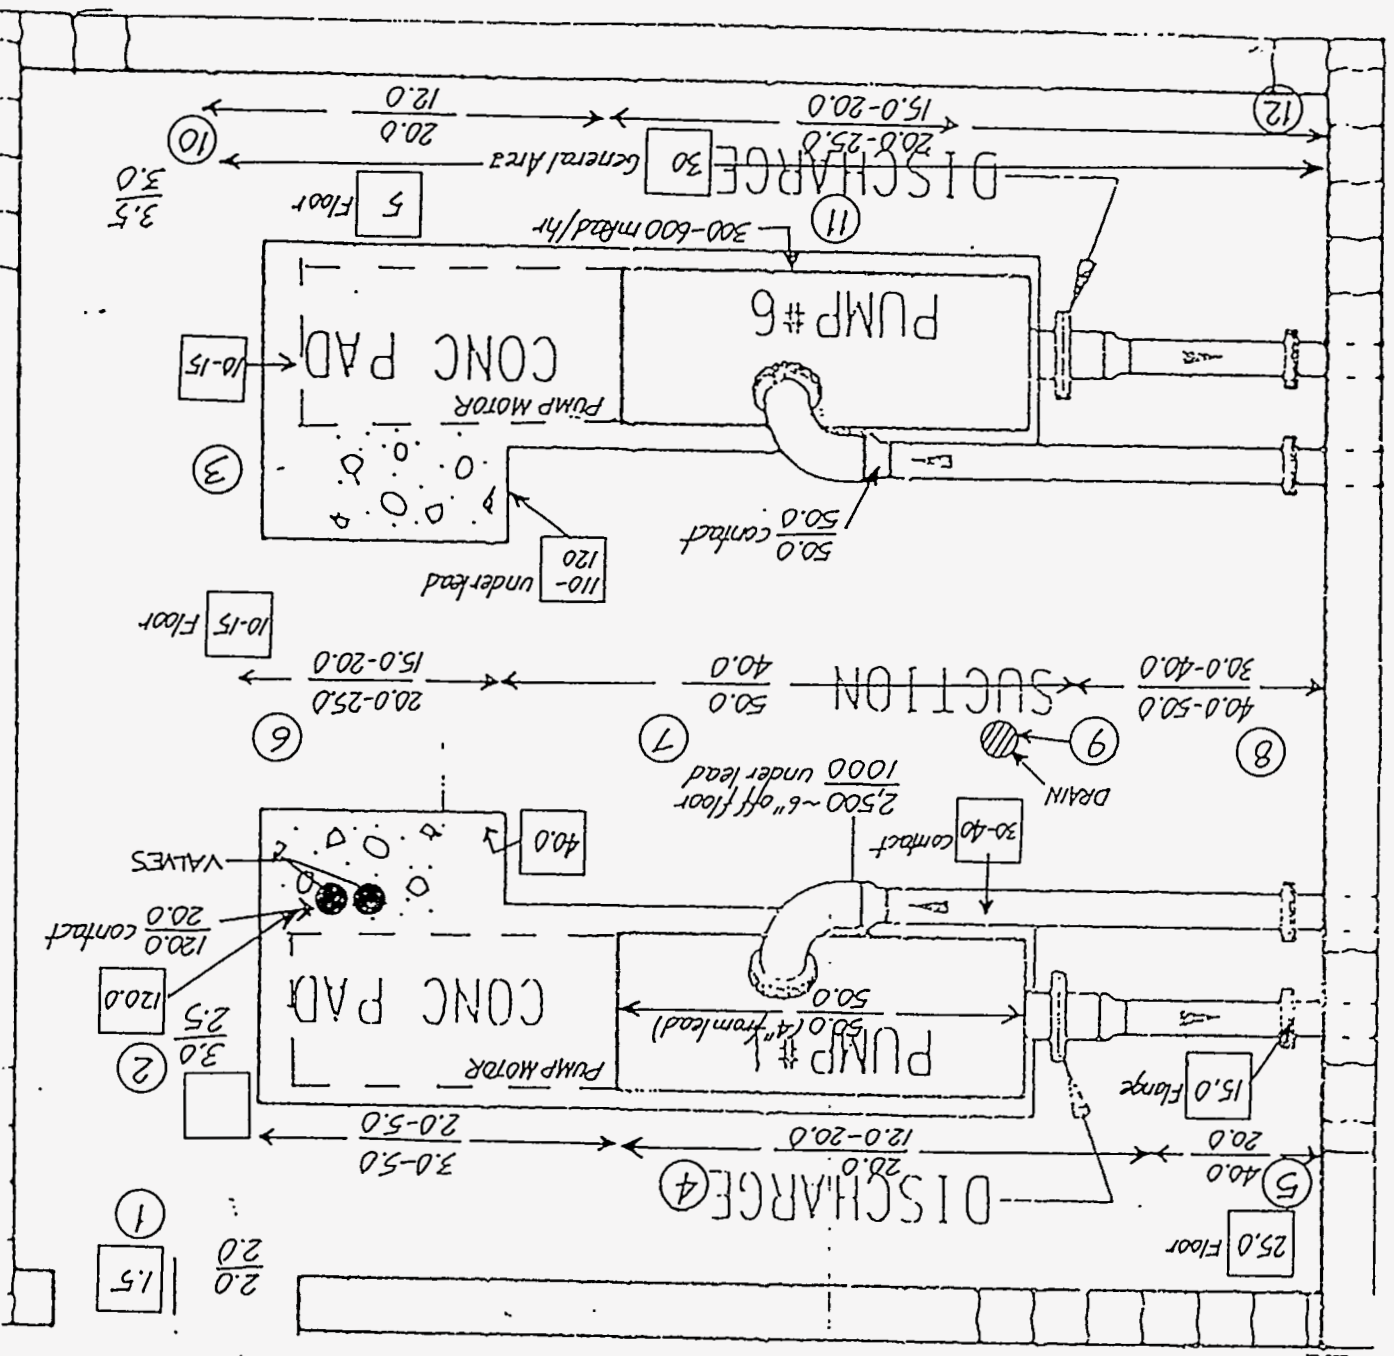 25.0 Floor
2.0
2.0
1.5
1
5
40.0
20.0
DISCHARGE
4
20.0
12.0-20.0
3.0-5.0
2.0-5.0
15.0 Flange
PUMP #1
50.0 (4" from lead)
50.0
PUMP MOTOR
CONC PAD
2
3.0
2.5
120.0
120.0 contact
20.0
VALVES
30-40 contact
40.0
DRAIN
2,500 ~6" off floor
1000 under lead
8
9
7
6
40.0-50.0
30.0-40.0
SUCTION
50.0
40.0
20.0-25.0
15.0-20.0
10-15 Floor
110-
120
under lead
50.0 contact
50.0
3
PUMP MOTOR
PUMP #6
CONC PAD
10-15
300-600 mRad/hr
11
5 Floor
3.5
3.0
DISCHARGE
30 General Area
20.0-25.0
15.0-20.0
20.0
12.0
10
12